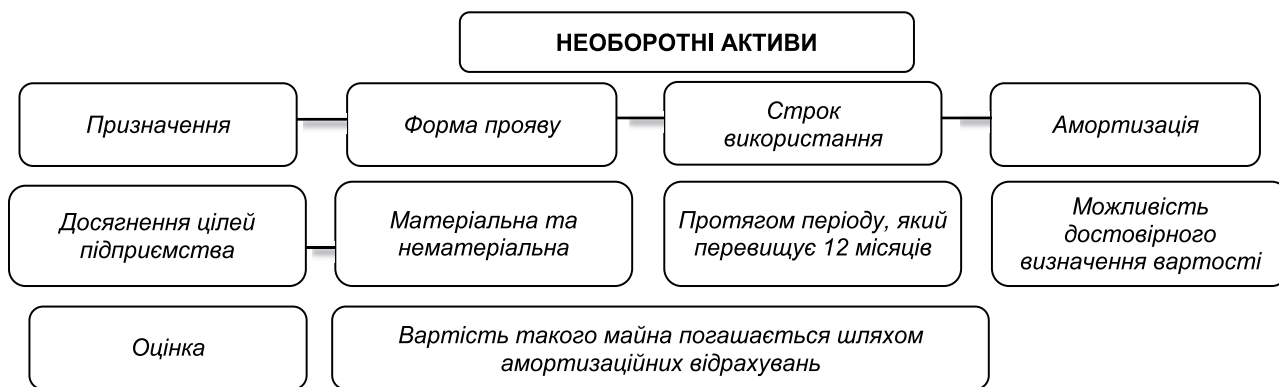 НЕОБОРОТНІ АКТИВИ
Призначення
Форма прояву
Строк
використання
Амортизація
Досягнення цілей
підприємства
Матеріальна та
нематеріальна
Протягом періоду, який
перевищує 12 місяців
Можливість
достовірного
визначення вартості
Оцінка
Вартість такого майна погашається шляхом
амортизаційних відрахувань